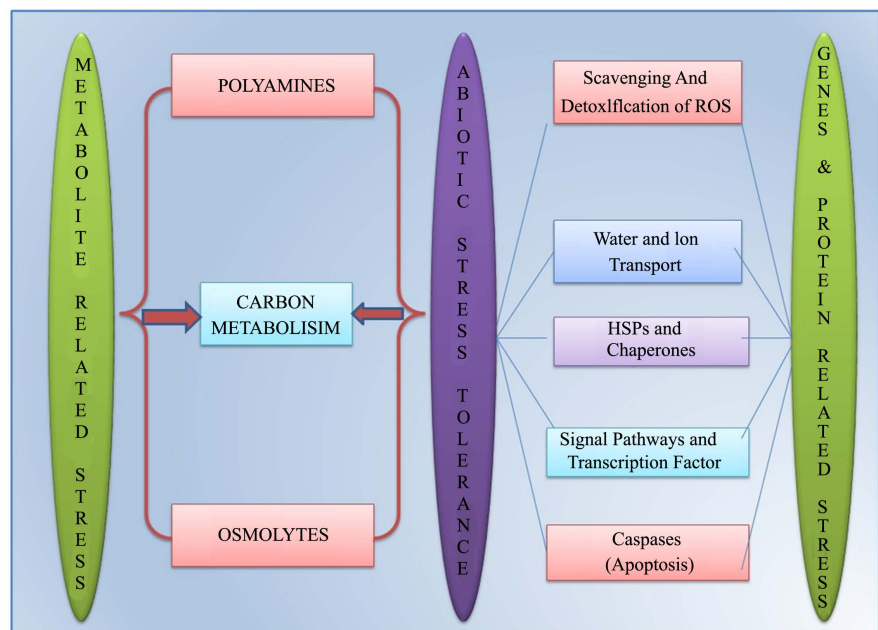 METABOLITE RELATED STRESS
POLYAMINES
CARBON
METABOLISIM
OSMOLYTES
ABIOTIC STRESS TOLERANCE
Scavenging And
Detoxlflcation of ROS
Water and lon
Transport
HSPs and
Chaperones
Signal Pathways and
Transcription Factor
Caspases
(Apoptosis)
GENES & PROTEIN RELATED STRESS